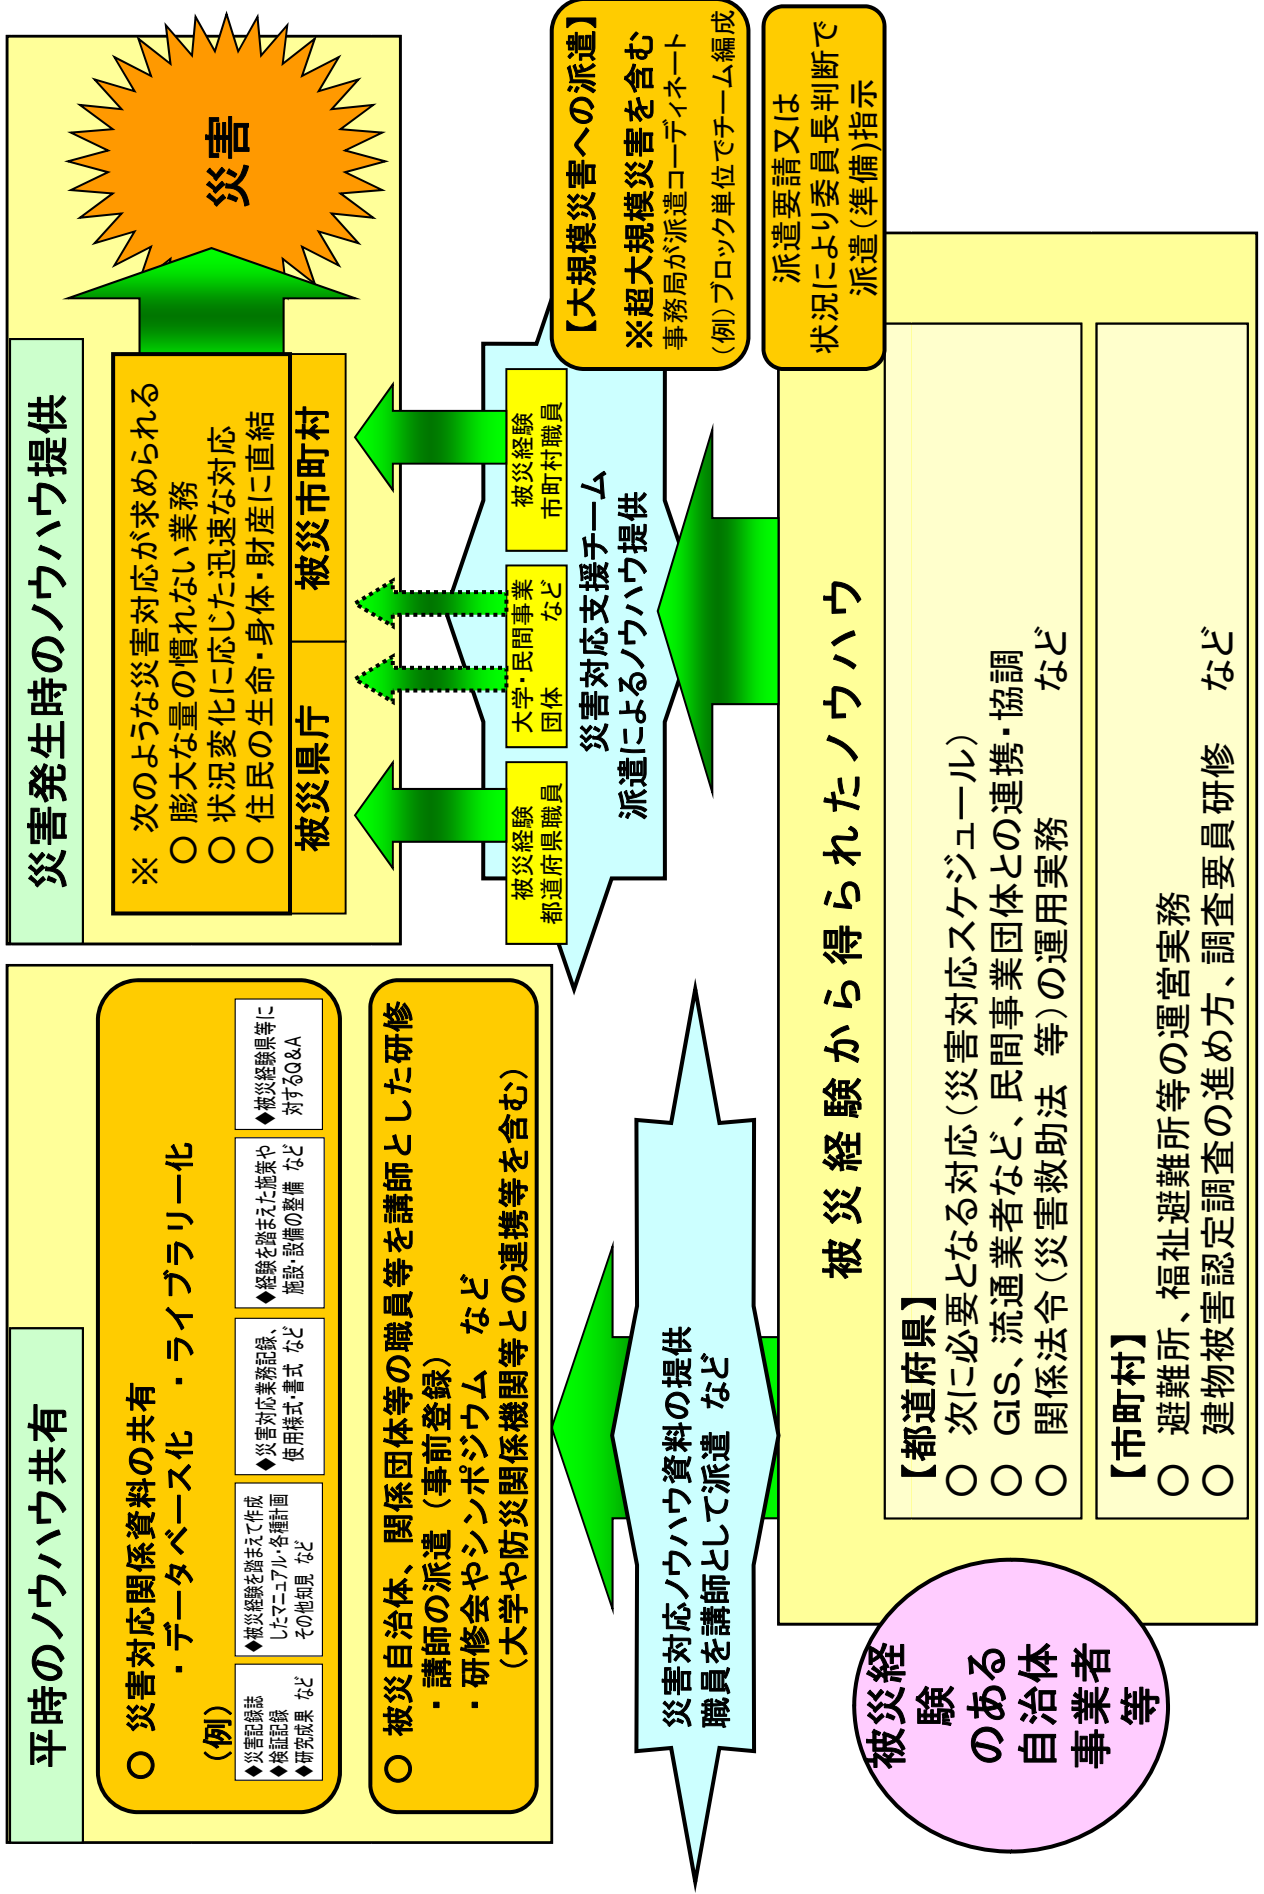 平時のノウハウ共有
○ 災害対応関係資料の共有
・データベース化 ・ライブラリー化
(例)
◆災害記録誌
◆検証記録
◆研究成果 など
◆被災経験を踏まえて作成
したマニュアル・各種計画
その他知見 など
◆災害対応業務記録、
使用様式・書式 など
◆経験を踏まえた施策や
施設・設備の整備 など
◆被災経験県等に
対するQ&A
○ 被災自治体、関係団体等の職員等を講師とした研修
・講師の派遣(事前登録)
・研修会やシンポジウム など
(大学や防災関係機関等との連携等を含む)
災害発生時のノウハウ提供
※ 次のような災害対応が求められる
○ 膨大な量の慣れない業務
○ 状況変化に応じた迅速な対応
○ 住民の生命・身体・財産に直結
被災県庁
被災市町村
災害
被災経験
都道府県職員
大学・民間事業
団体 など
被災経験
市町村職員
災害対応支援チーム
派遣によるノウハウ提供
【大規模災害への派遣】
※超大規模災害を含む
事務局が派遣コーディネート
(例)ブロック単位でチーム編成
派遣要請又は
状況により委員長判断で
派遣(準備)指示
災害対応ノウハウ資料の提供
職員を講師として派遣 など
被災経験から得られたノウハウ
【都道府県】
○ 次に必要となる対応(災害対応スケジュール)
○ GIS、流通業者など、民間事業団体との連携・協調
○ 関係法令(災害救助法 等)の運用実務 など
【市町村】
○ 避難所、福祉避難所等の運営実務
○ 建物被害認定調査の進め方、調査要員研修 など
被災経
験
のある
自治体
事業者
等